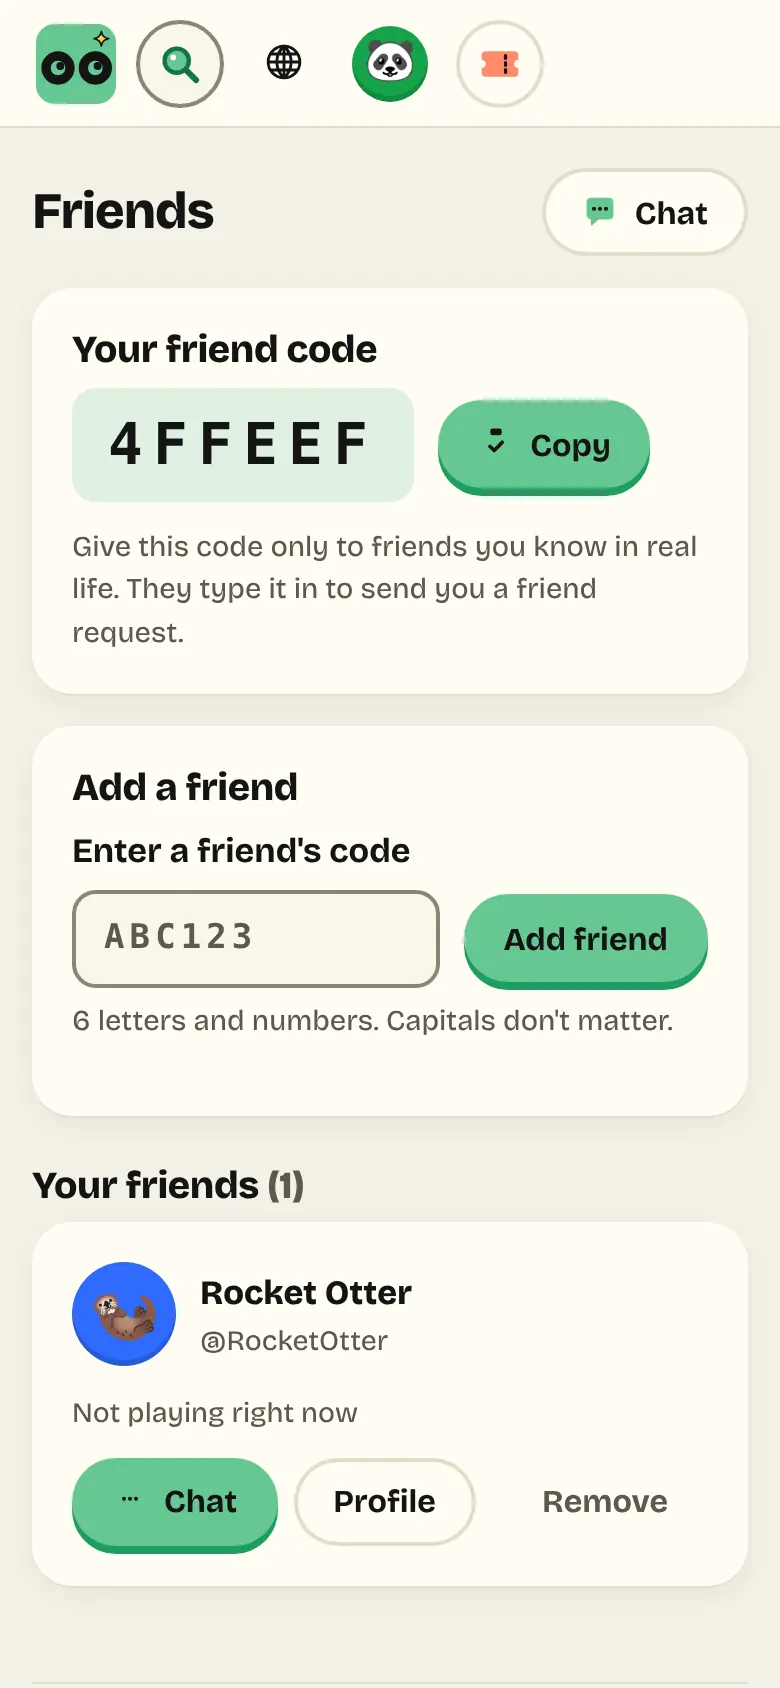 Friends
Chat
Your friend code
4FFEEF
Copy
Give this code only to friends you know in real
life. They type it in to send you a friend
request.
Add a friend
Enter a friend's code
ABC123
Add friend
6 letters and numbers. Capitals don't matter.
Your friends (1)
Rocket Otter
@RocketOtter
Not playing right now
Chat
Profile
Remove